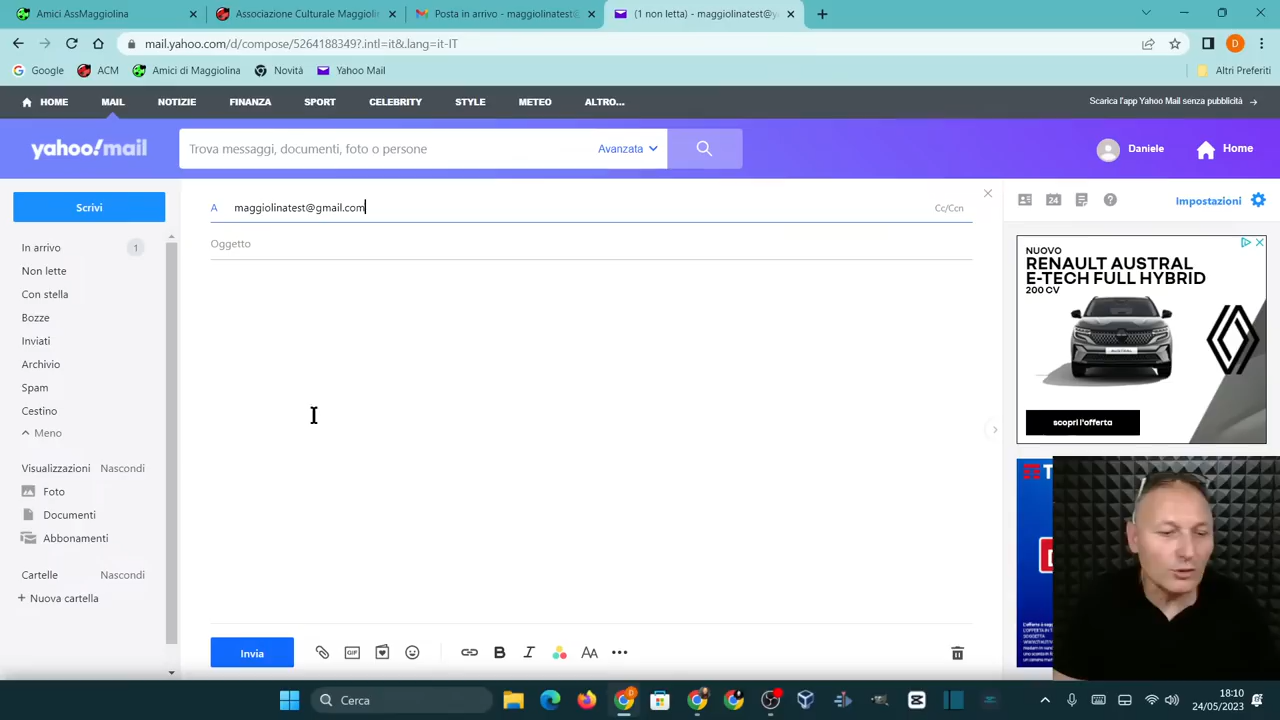 Amici di Maggiolina
Associazione Culturale Maggioli
Posta in arrivo - maggiolinatest@
(1 non letta) - maggiolinatest@y
mail.yahoo.com/d/compose/5264188349?.intl=it&.lang=it-IT
Google
ACM
Amici di Maggiolina
Novità
Yahoo Mail
Altri Preferiti
HOME
MAIL
NOTIZIE
FINANZA
SPORT
CELEBRITY
STYLE
METEO
ALTRO...
Scarica l'app Yahoo Mail senza pubblicità
yahoo!mail
Trova messaggi, documenti, foto o persone
Avanzata
Daniele
Home
Scrivi
A maggiolinatest@gmail.com
Cc/Ccn
Oggetto
24
Impostazioni
In arrivo 1
Non lette
Con stella
Bozze
Inviati
Archivio
Spam
Cestino
Meno
Visualizzazioni Nascondi
Foto
Documenti
Abbonamenti
Cartelle Nascondi
+ Nuova cartella
NUOVO
RENAULT AUSTRAL
E-TECH FULL HYBRID
200 CV
scopri l'offerta
Invia
B
I
Cerca
18:10
24/05/2023